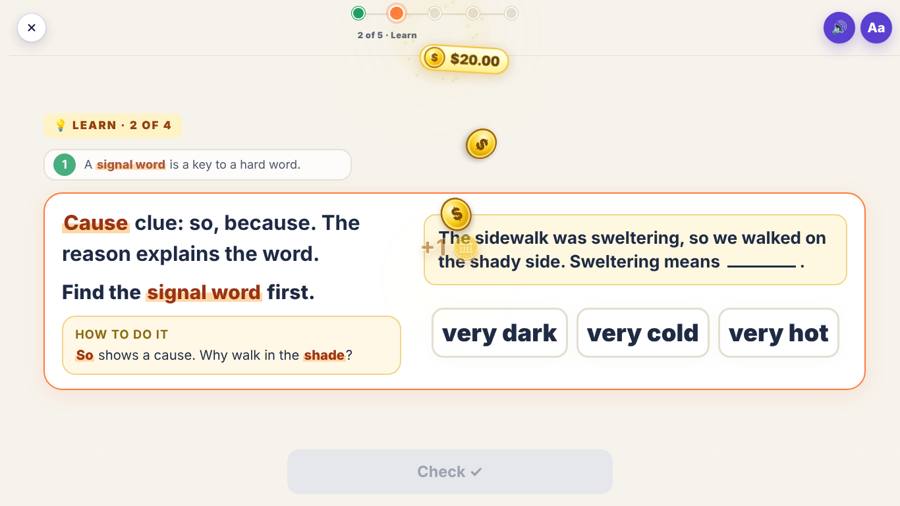 ×
2 of 5 · Learn
$20.00
Aa
LEARN · 2 OF 4
1 A signal word is a key to a hard word.
Cause clue: so, because. The
reason explains the word.
Find the signal word first.
HOW TO DO IT
So shows a cause. Why walk in the shade?
+1
The sidewalk was sweltering, so we walked on
the shady side. Sweltering means ________ .
very dark
very cold
very hot
Check ✓